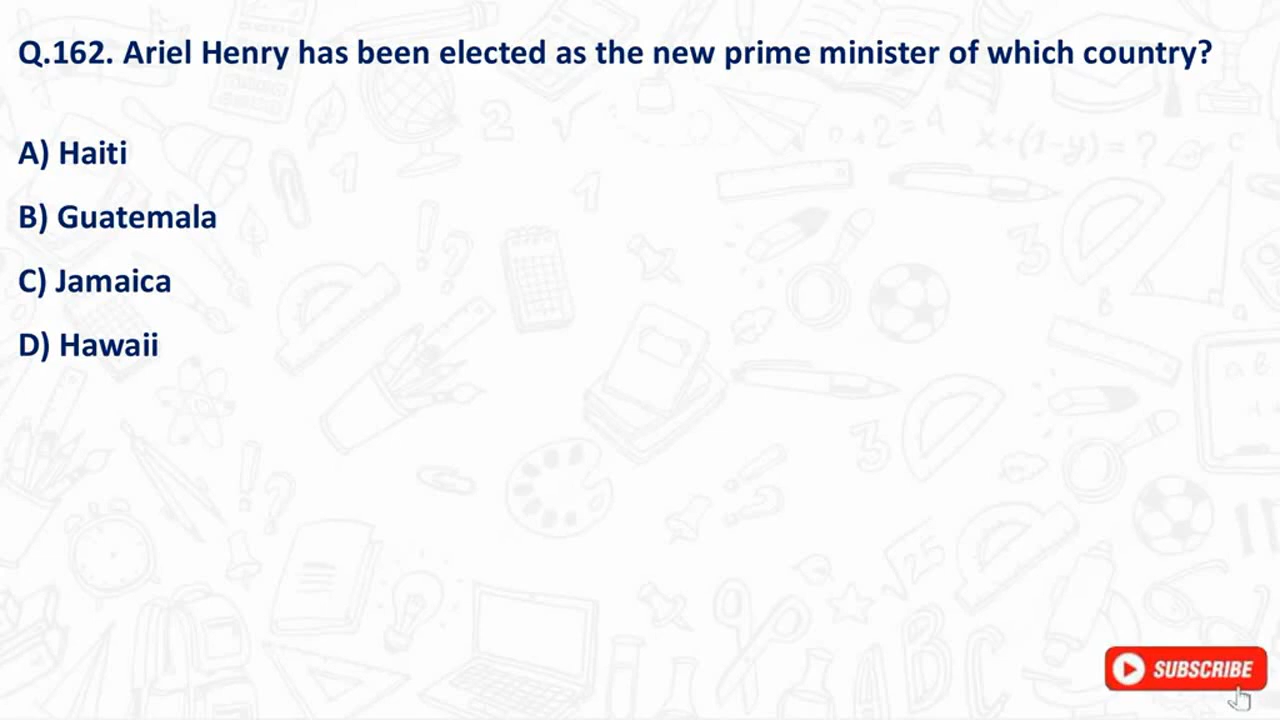 Q.162. Ariel Henry has been elected as the new prime minister of which country?
A) Haiti
B) Guatemala
C) Jamaica
D) Hawaii
SUBSCRIBE